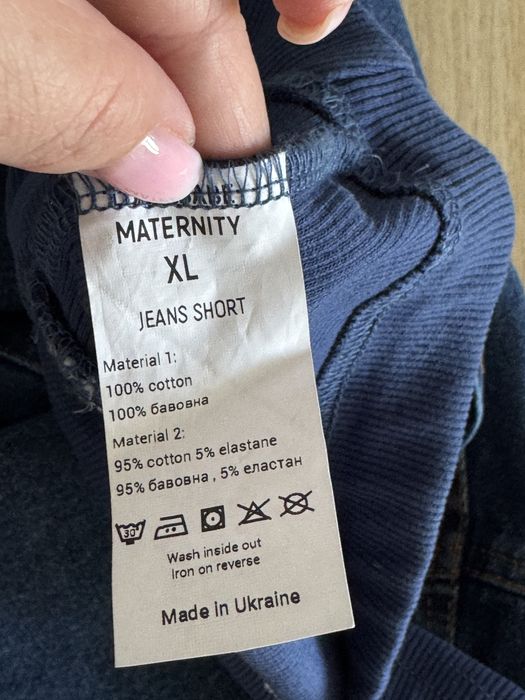 MATERNITY
XL
JEANS SHORT
Material 1:
100% cotton
100% бавовна
Material 2:
95% cotton 5% elastane
95% бавовна , 5% еластан
30°
Wash inside out
Iron on reverse
Made in Ukraine